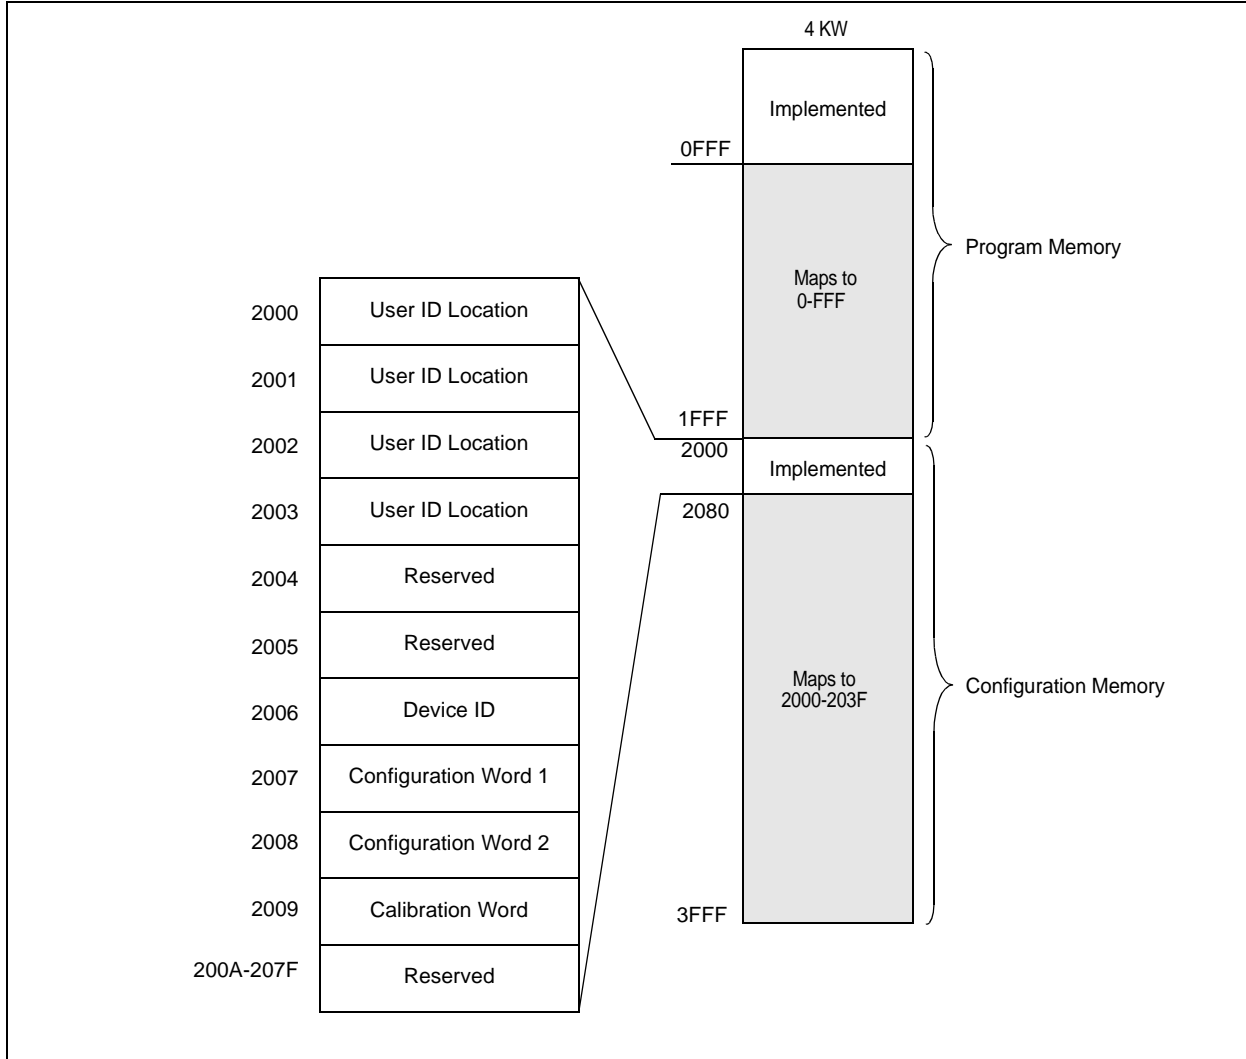 4 KW
Implemented
0FFF
Maps to
0-FFF
Program Memory
1FFF
2000
Implemented
2080
Maps to
2000-203F
Configuration Memory
3FFF
2000 User ID Location
2001 User ID Location
2002 User ID Location
2003 User ID Location
2004 Reserved
2005 Reserved
2006 Device ID
2007 Configuration Word 1
2008 Configuration Word 2
2009 Calibration Word
200A-207F Reserved